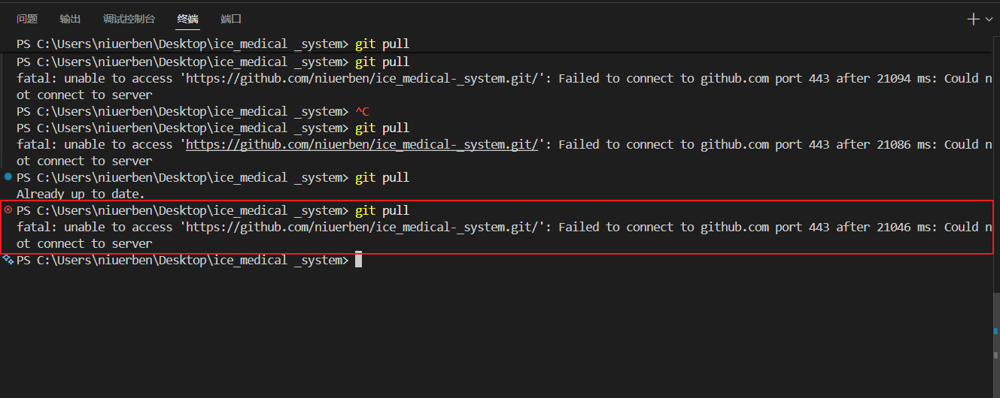 问题 输出 调试控制台 终端 端口
PS C:\Users\niuerben\Desktop\ice_medical _system> git pull
PS C:\Users\niuerben\Desktop\ice_medical _system> git pull
fatal: unable to access 'https://github.com/niuerben/ice_medical-_system.git/': Failed to connect to github.com port 443 after 21094 ms: Could n
ot connect to server
PS C:\Users\niuerben\Desktop\ice_medical _system> ^C
PS C:\Users\niuerben\Desktop\ice_medical _system> git pull
fatal: unable to access 'https://github.com/niuerben/ice_medical-_system.git/': Failed to connect to github.com port 443 after 21086 ms: Could n
ot connect to server
PS C:\Users\niuerben\Desktop\ice_medical _system> git pull
Already up to date.
PS C:\Users\niuerben\Desktop\ice_medical _system> git pull
fatal: unable to access 'https://github.com/niuerben/ice_medical-_system.git/': Failed to connect to github.com port 443 after 21046 ms: Could n
ot connect to server
PS C:\Users\niuerben\Desktop\ice_medical _system>